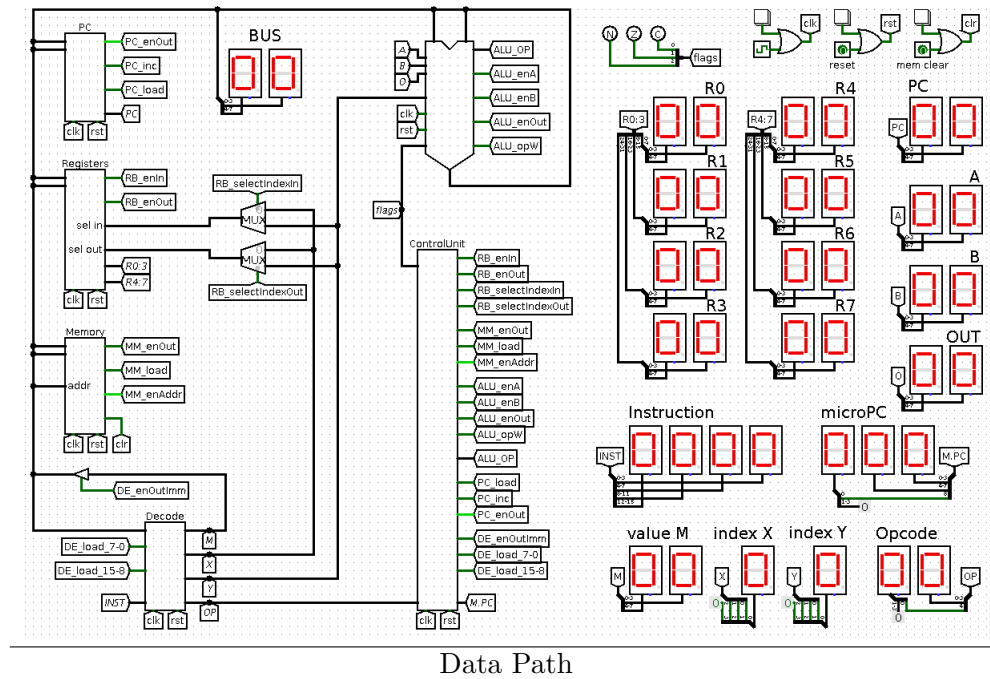 PC
PC_enOut
PC_inc
PC_load
PC
clk rst
BUS
A
B
O
clk
rst
ALU_OP
ALU_enA
ALU_enB
ALU_enOut
ALU_opW
N Z C
flags
clk
rst
reset
clr
mem clear
Registers
RB_enIn
RB_enOut
sel in
sel out
R0:3
R4:7
clk rst
RB_selectIndexIn
MUX
MUX
RB_selectIndexOut
flags
Memory
MM_enOut
MM_load
addr
MM_enAddr
clk rst clr
DE_enOutImm
Decode
DE_load_7-0
DE_load_15-8
INST
M
X
Y
OP
clk rst
ControlUnit
RB_enIn
RB_enOut
RB_selectIndexIn
RB_selectIndexOut
MM_enOut
MM_load
MM_enAddr
ALU_enA
ALU_enB
ALU_enOut
ALU_opW
ALU_OP
PC_load
PC_inc
PC_enOut
DE_enOutImm
DE_load_7-0
DE_load_15-8
M.PC
clk rst
R0 R4 PC
R0:3 R4:7 PC
R1 R5 A
A
R2 R6 B
B
R3 R7 OUT
O
Instruction microPC
INST M.PC
0
value M index X index Y Opcode
M X Y OP
0 0 0
Data Path